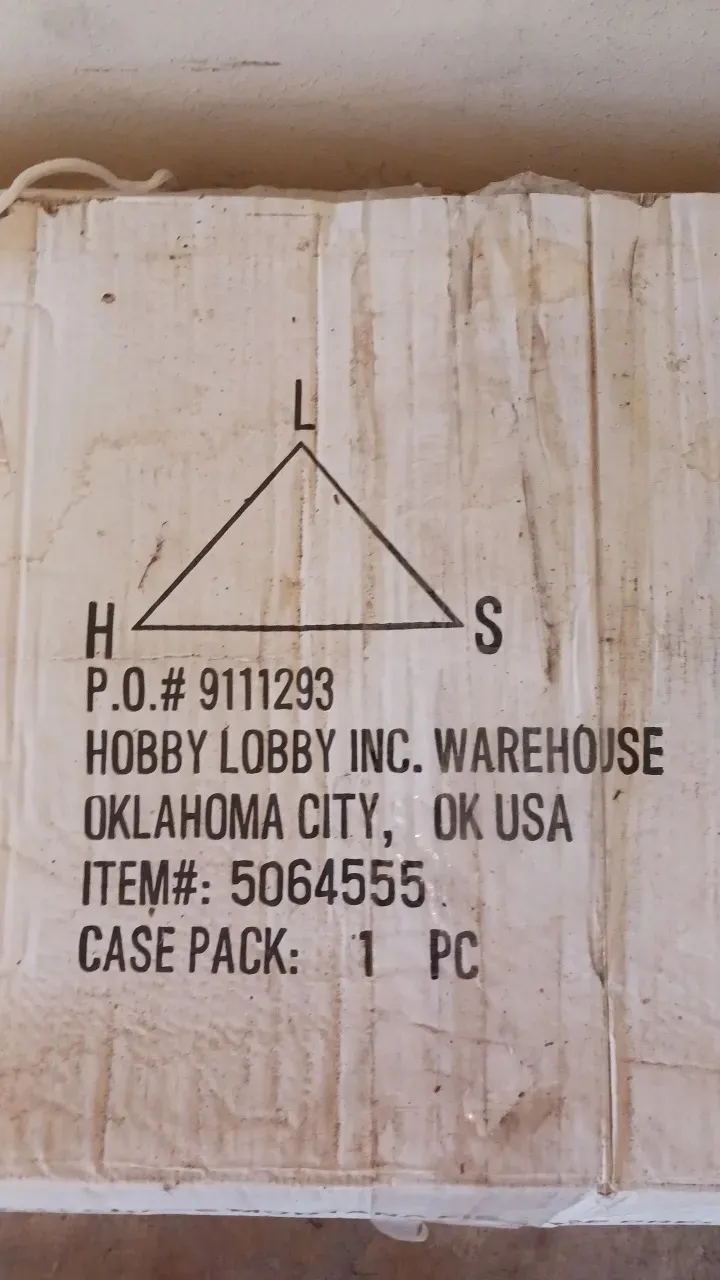 L
H S
P.O.# 9111293
HOBBY LOBBY INC. WAREHOUSE
OKLAHOMA CITY, OK USA
ITEM#: 5064555
CASE PACK: 1 PC